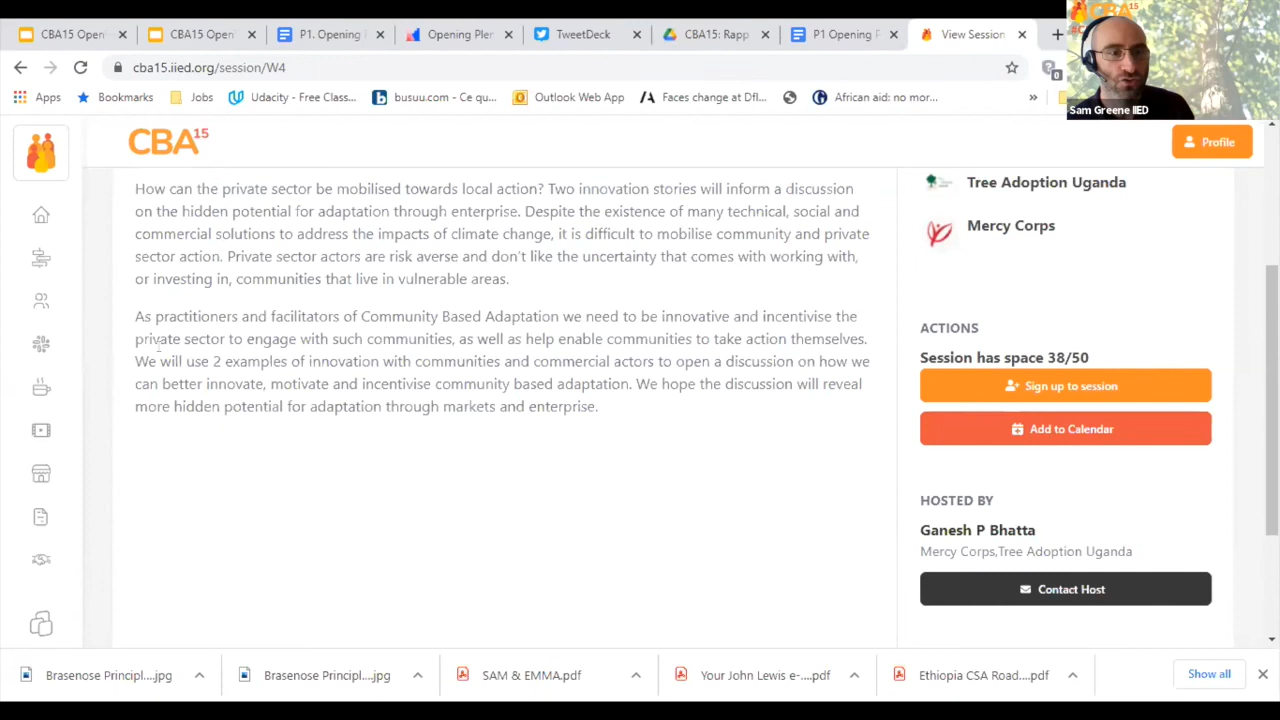 CBA15 Open
CBA15 Open
P1. Opening
Opening Ple
TweetDeck
CBA15: Rapp
P1 Opening
View Session
cba15.iied.org/session/W4
0
Apps
Bookmarks
Jobs
Udacity - Free Class...
busuu.com - Ce qu...
Outlook Web App
Faces change at Dfl...
African aid: no mor...
»
CBA15
Sam Greene IIED
CBA15
Profile
How can the private sector be mobilised towards local action? Two innovation stories will inform a discussion
on the hidden potential for adaptation through enterprise. Despite the existence of many technical, social and
commercial solutions to address the impacts of climate change, it is difficult to mobilise community and private
sector action. Private sector actors are risk averse and don't like the uncertainty that comes with working with,
or investing in, communities that live in vulnerable areas.
As practitioners and facilitators of Community Based Adaptation we need to be innovative and incentivise the
private sector to engage with such communities, as well as help enable communities to take action themselves.
We will use 2 examples of innovation with communities and commercial actors to open a discussion on how we
can better innovate, motivate and incentivise community based adaptation. We hope the discussion will reveal
more hidden potential for adaptation through markets and enterprise.
Tree Adoption Uganda
Mercy Corps
ACTIONS
Session has space 38/50
Sign up to session
Add to Calendar
HOSTED BY
Ganesh P Bhatta
Mercy Corps,Tree Adoption Uganda
Contact Host
Brasenose Principl....jpg
Brasenose Principl....jpg
SAM & EMMA.pdf
Your John Lewis e-....pdf
Ethiopia CSA Road....pdf
Show all